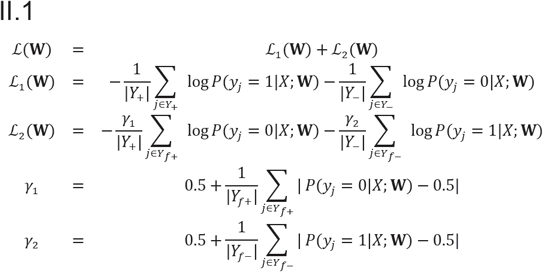 II.1
ℒ(𝐖) = ℒ₁(𝐖) + ℒ₂(𝐖)
ℒ₁(𝐖) = −1/|Y₊| ∑_{j∈Y₊} log P(y_j = 1|X; 𝐖) − 1/|Y₋| ∑_{j∈Y₋} log P(y_j = 0|X; 𝐖)
ℒ₂(𝐖) = −γ₁/|Y₊| ∑_{j∈Y_{f+}} log P(y_j = 0|X; 𝐖) − γ₂/|Y₋| ∑_{j∈Y_{f−}} log P(y_j = 1|X; 𝐖)
γ₁ = 0.5 + 1/|Y_{f+}| ∑_{j∈Y_{f+}} | P(y_j = 0|X; 𝐖) − 0.5|
γ₂ = 0.5 + 1/|Y_{f−}| ∑_{j∈Y_{f−}} | P(y_j = 1|X; 𝐖) − 0.5|